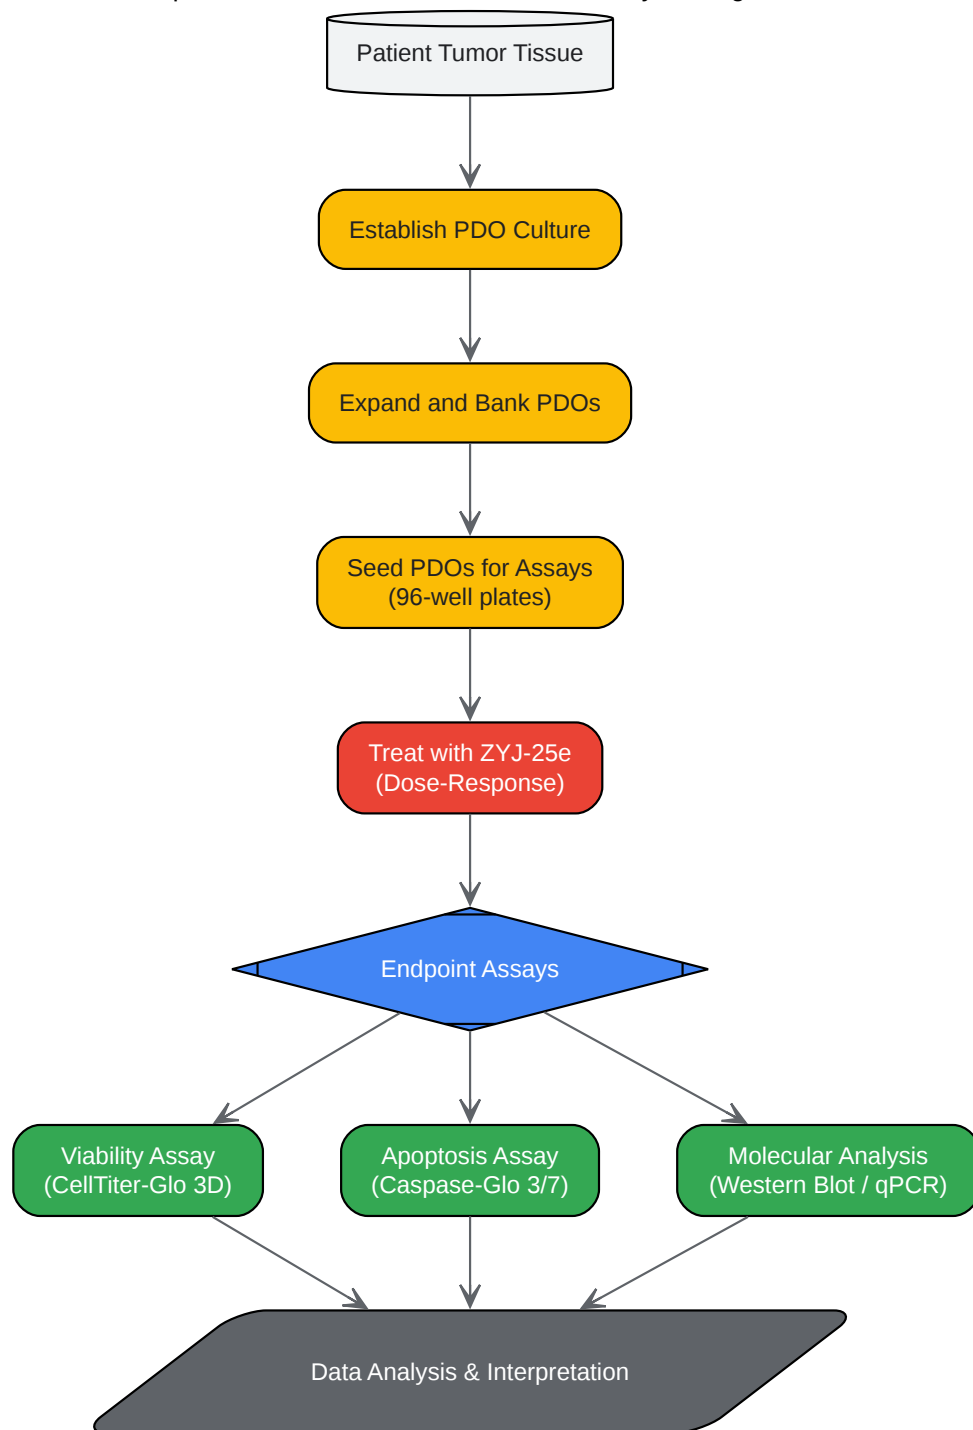 Patient Tumor Tissue
Establish PDO Culture
Expand and Bank PDOs
Seed PDOs for Assays
(96-well plates)
Treat with ZYJ-25e
(Dose-Response)
Endpoint Assays
Viability Assay
(CellTiter-Glo 3D)
Apoptosis Assay
(Caspase-Glo 3/7)
Molecular Analysis
(Western Blot / qPCR)
Data Analysis & Interpretation